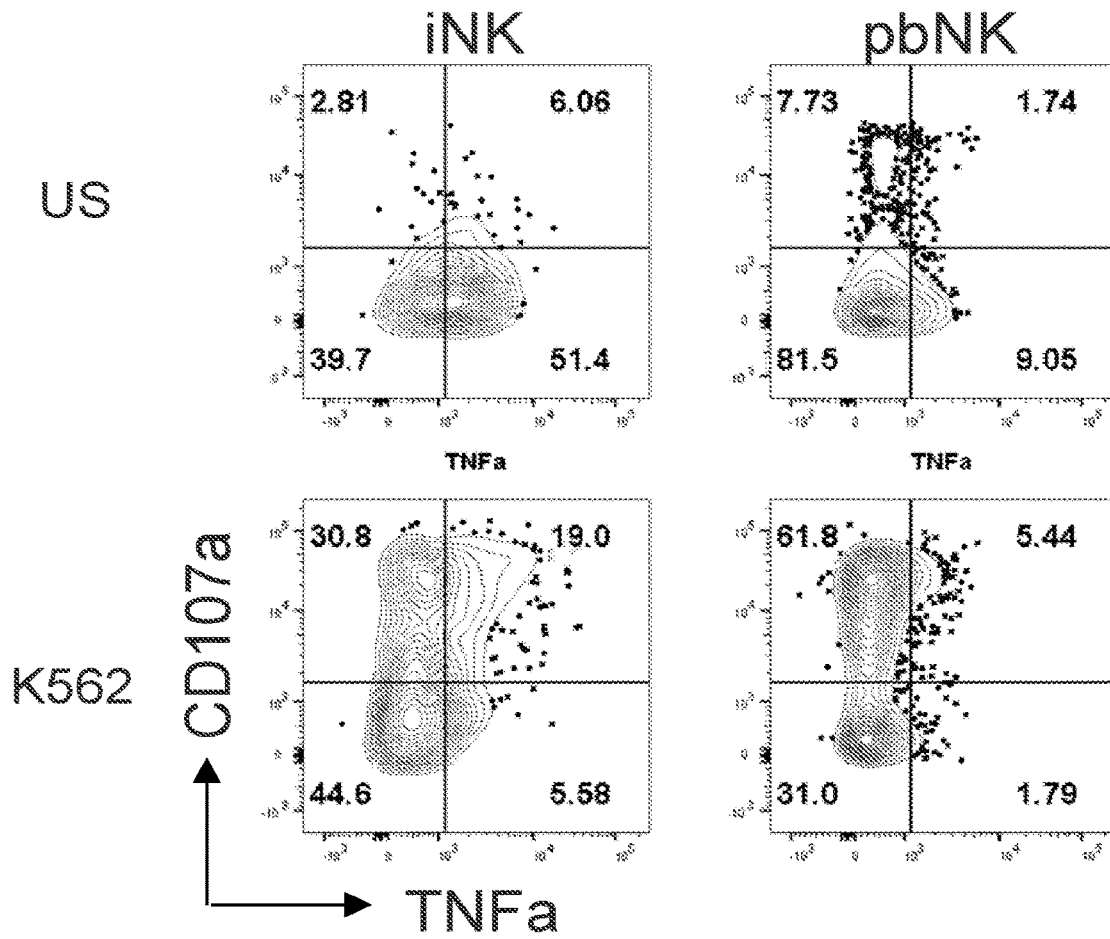 iNK pbNK
US
2.81 6.06
39.7 51.4
7.73 1.74
81.5 9.05
TNFa TNFa
K562
CD107a
30.8 19.0
44.6 5.58
61.8 5.44
31.0 1.79
TNFa